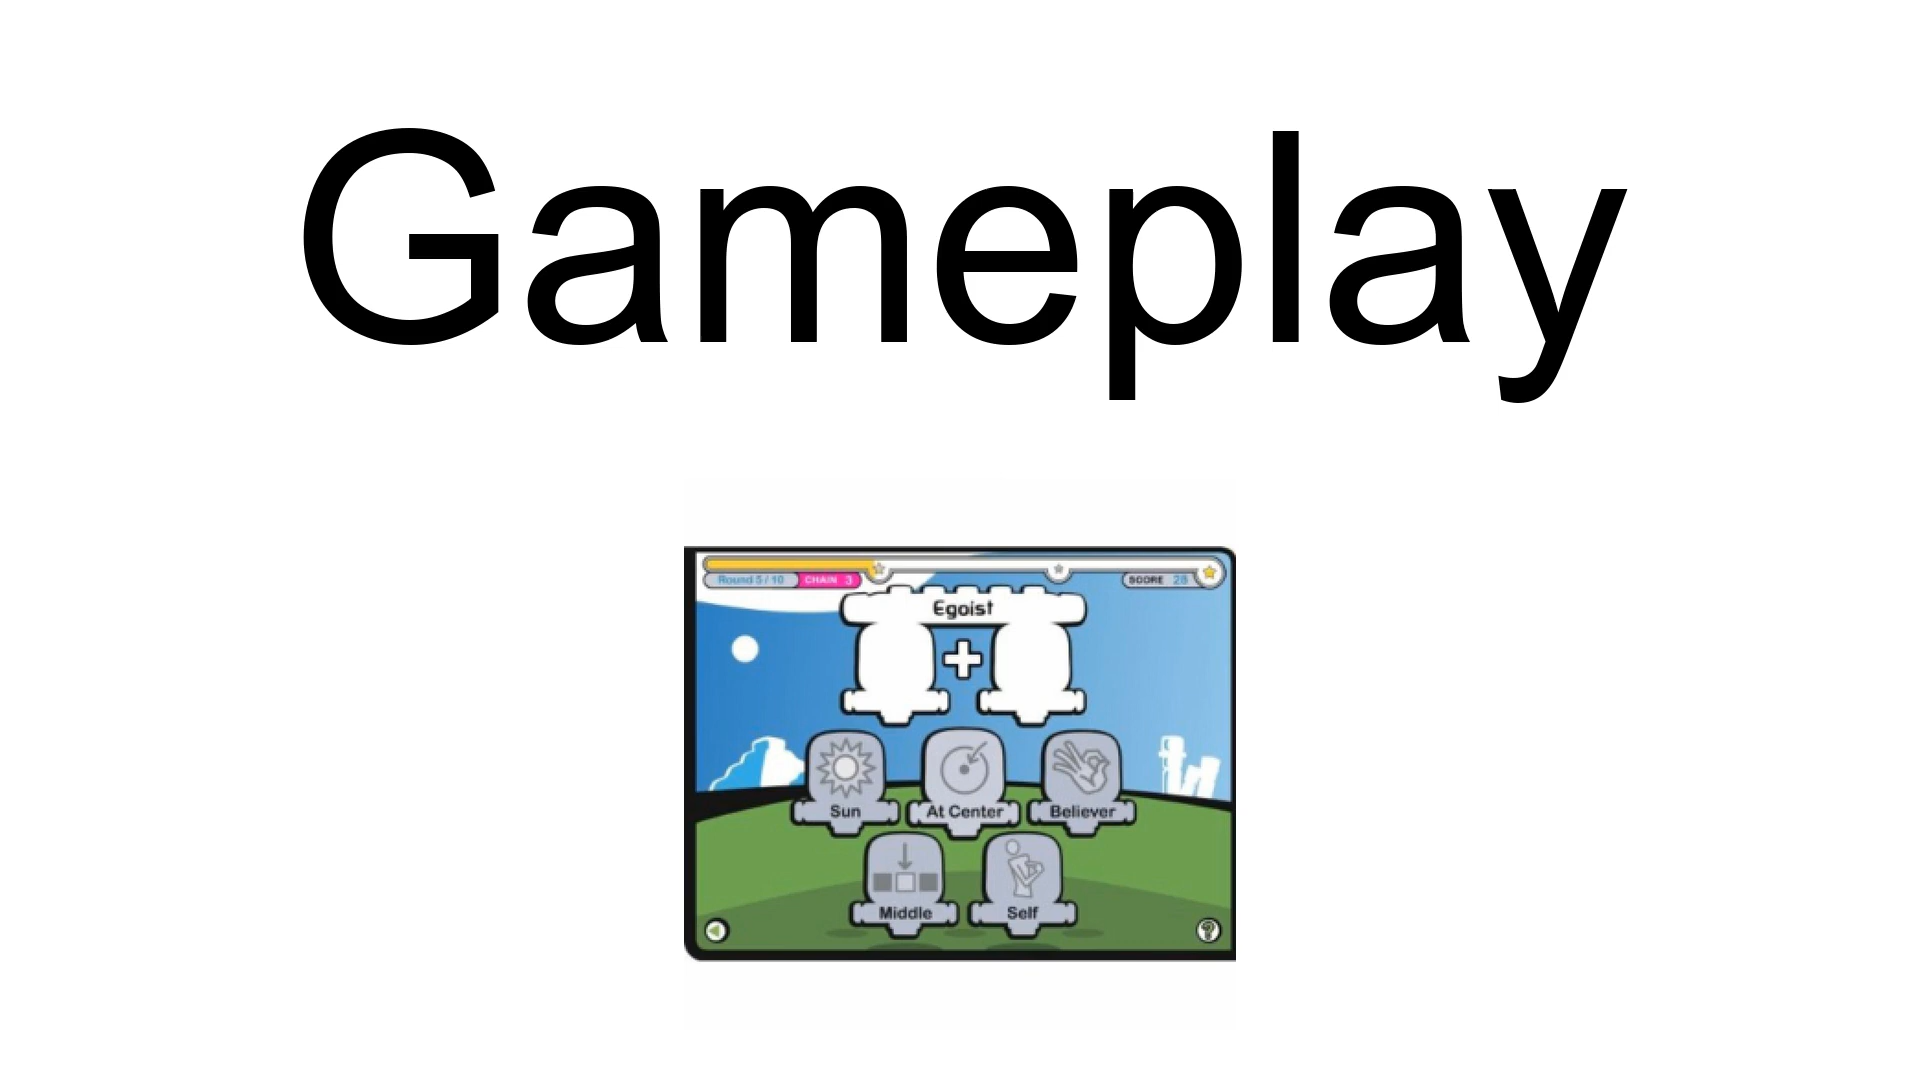 Gameplay
Round 5 / 10 CHAIN 3 SCORE 28
Egoist
Sun At Center Believer
Middle Self